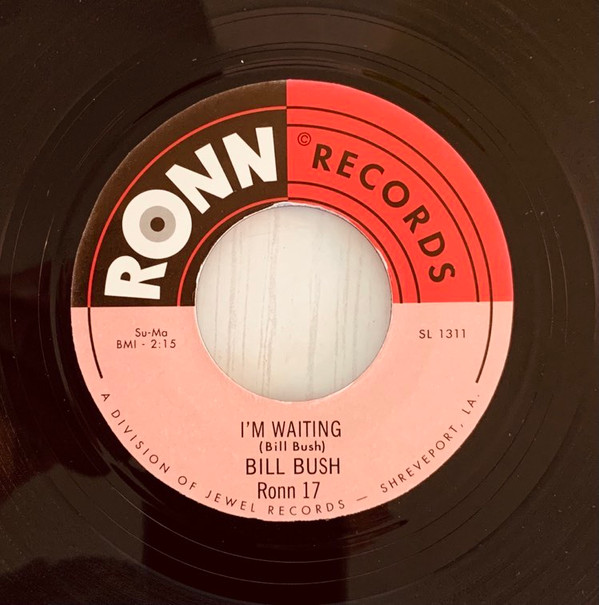 RONN
© RECORDS
Su-Ma
BMI - 2:15
SL 1311
I'M WAITING
(Bill Bush)
BILL BUSH
Ronn 17
A DIVISION OF JEWEL RECORDS — SHREVEPORT, LA.